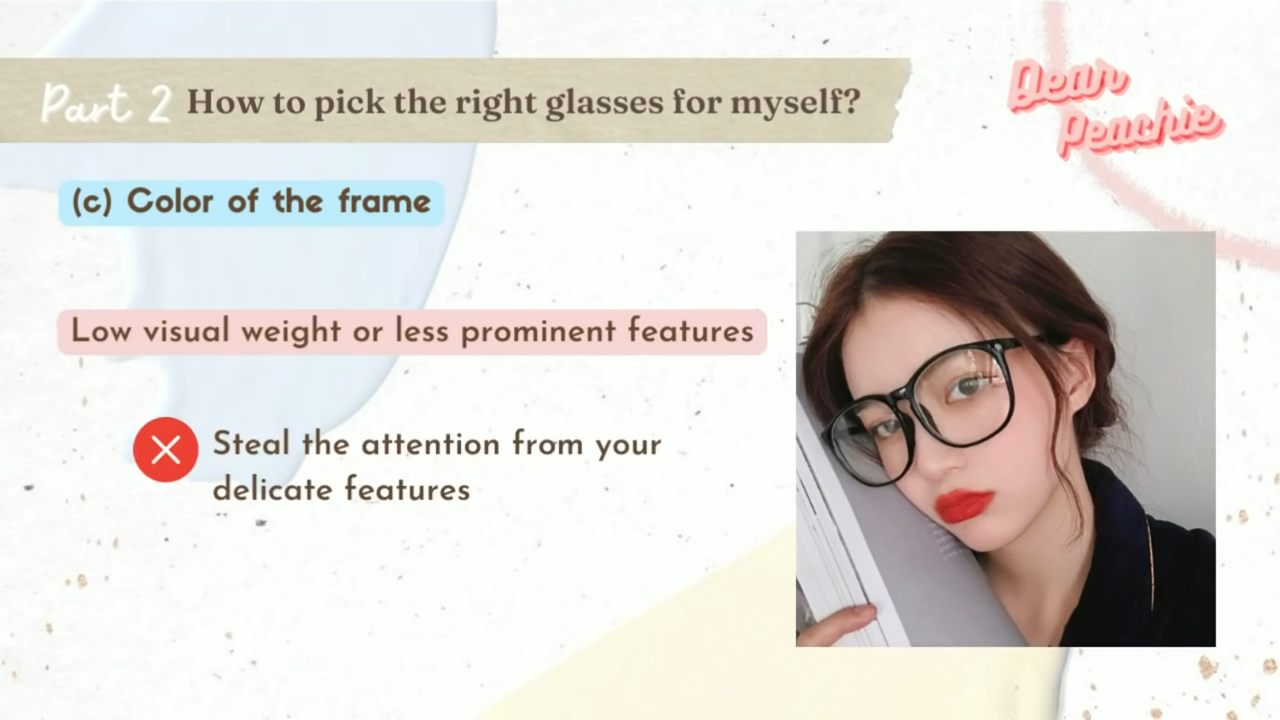 Part 2 How to pick the right glasses for myself?
Dear
Peachie
(c) Color of the frame
Low visual weight or less prominent features
Steal the attention from your
delicate features